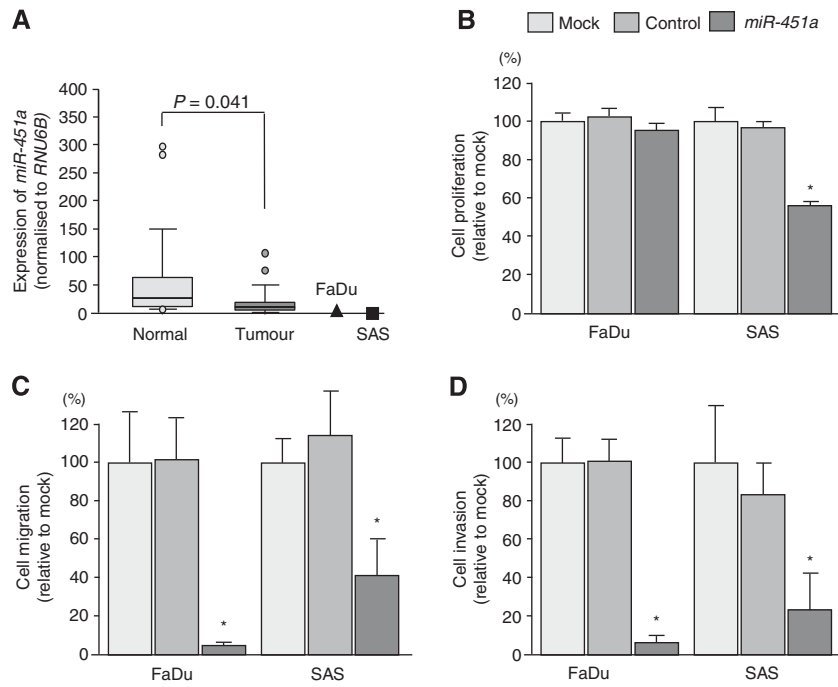 A
Expression of miR-451a
(normalised to RNU6B)
400
350
300
250
200
150
100
50
0
P = 0.041
FaDu
Normal
Tumour
SAS
B
Mock
Control
miR-451a
(%)
Cell proliferation
(relative to mock)
120
100
80
60
40
20
0
*
FaDu
SAS
C
(%)
Cell migration
(relative to mock)
120
100
80
60
40
20
0
*
*
FaDu
SAS
D
(%)
Cell invasion
(relative to mock)
120
100
80
60
40
20
0
*
*
FaDu
SAS